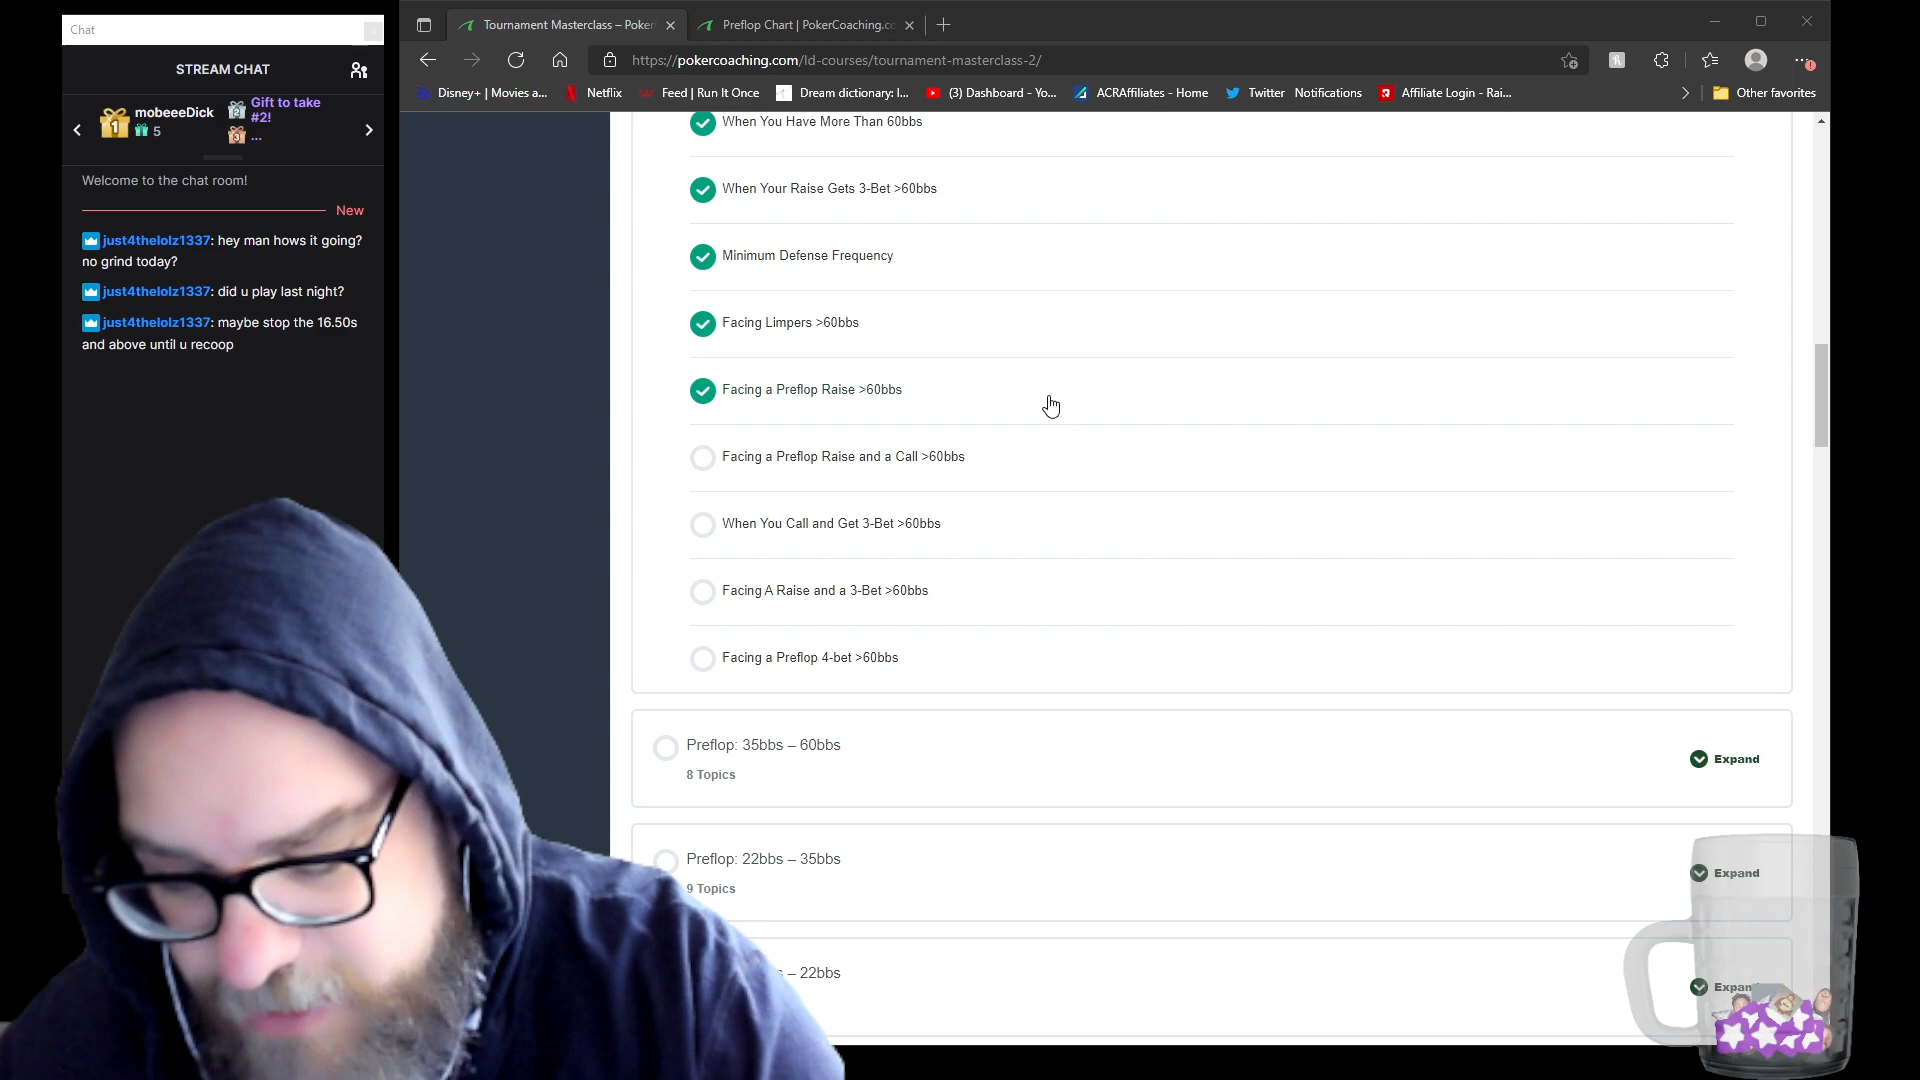 Chat
STREAM CHAT
1
mobeeeDick
5
2
Gift to take
#2!
3
...
Welcome to the chat room!
New
just4thelolz1337: hey man hows it going?
no grind today?
just4thelolz1337: did u play last night?
just4thelolz1337: maybe stop the 16.50s
and above until u recoop
Tournament Masterclass – Poker
Preflop Chart | PokerCoaching.co
https://pokercoaching.com/ld-courses/tournament-masterclass-2/
Disney+ | Movies a...
Netflix
Feed | Run It Once
Dream dictionary: I...
(3) Dashboard - Yo...
ACRAffiliates - Home
Twitter
Notifications
Affiliate Login - Rai...
Other favorites
When You Have More Than 60bbs
When Your Raise Gets 3-Bet >60bbs
Minimum Defense Frequency
Facing Limpers >60bbs
Facing a Preflop Raise >60bbs
Facing a Preflop Raise and a Call >60bbs
When You Call and Get 3-Bet >60bbs
Facing A Raise and a 3-Bet >60bbs
Facing a Preflop 4-bet >60bbs
Preflop: 35bbs – 60bbs
8 Topics
Expand
Preflop: 22bbs – 35bbs
9 Topics
Expand
– 22bbs
Expand